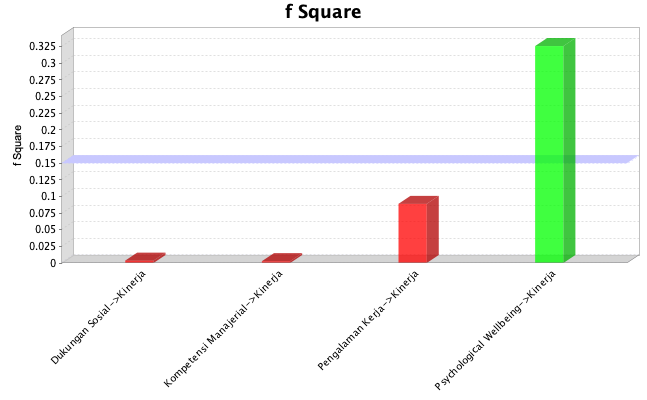 f Square
f Square
0.325
0.3
0.275
0.25
0.225
0.2
0.175
0.15
0.125
0.1
0.075
0.05
0.025
0
Dukungan Sosial->Kinerja
Kompetensi Manajerial->Kinerja
Pengalaman Kerja->Kinerja
Psychological Wellbeing->Kinerja